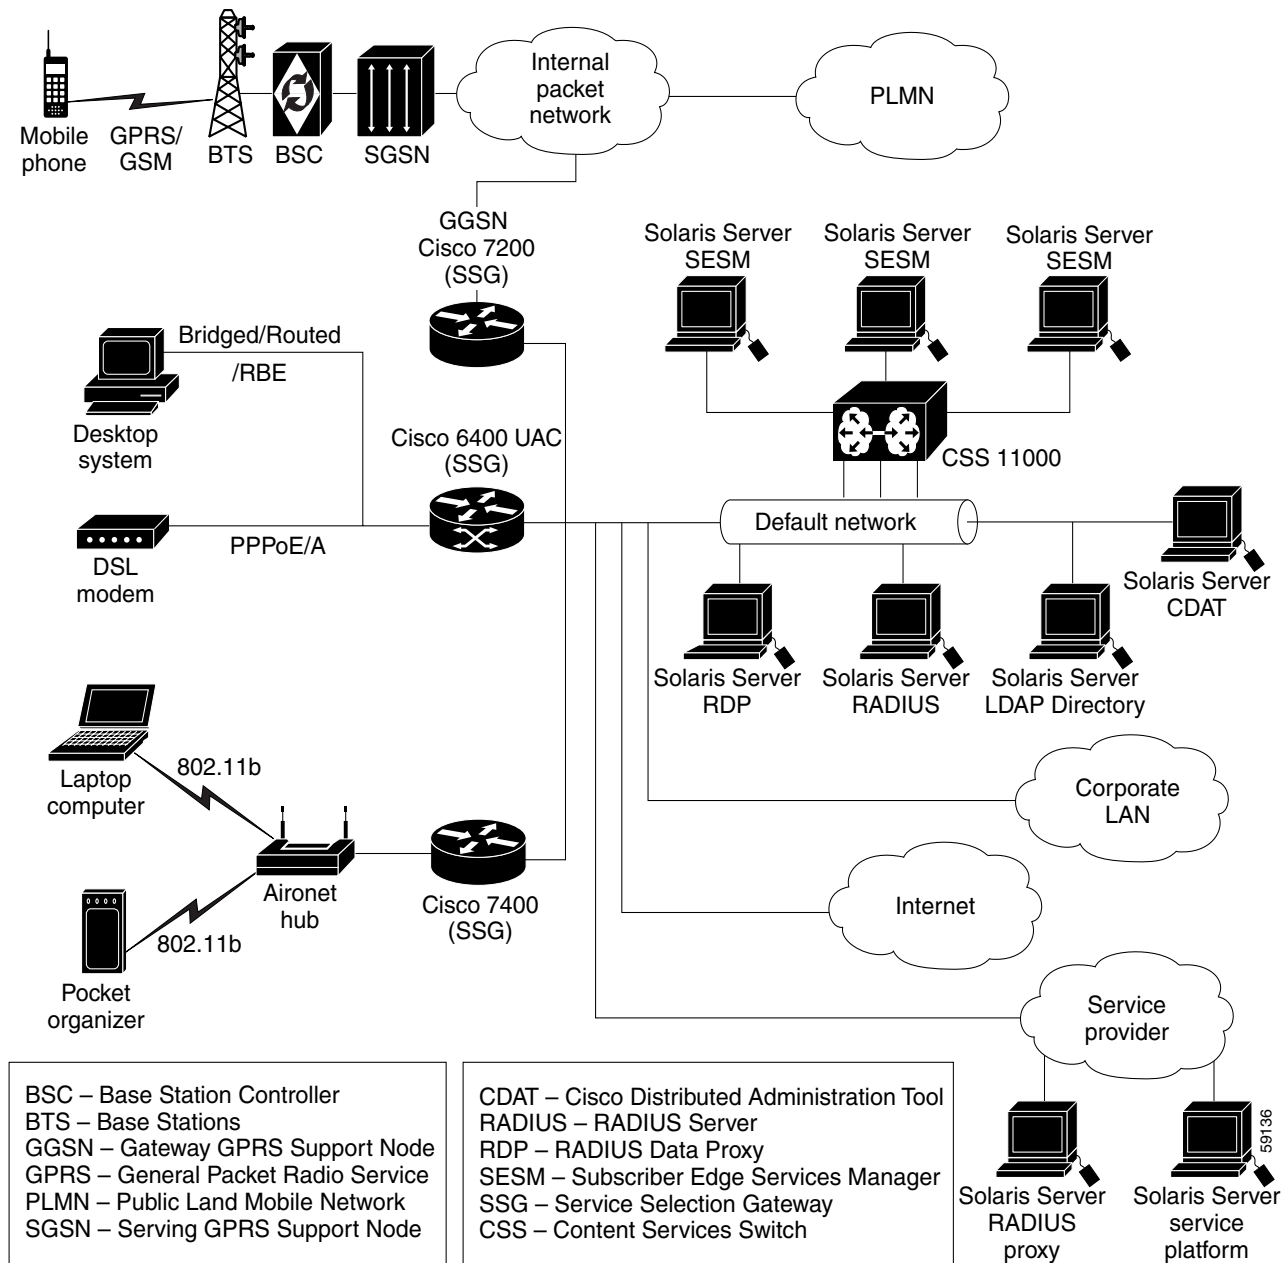 Internal
packet
network
PLMN
Mobile
phone
GPRS/
GSM
BTS
BSC
SGSN
GGSN
Cisco 7200
(SSG)
Solaris Server
SESM
Solaris Server
SESM
Solaris Server
SESM
Bridged/Routed
/RBE
Desktop
system
Cisco 6400 UAC
(SSG)
CSS 11000
Default network
PPPoE/A
DSL
modem
Solaris Server
CDAT
Solaris Server
RDP
Solaris Server
RADIUS
Solaris Server
LDAP Directory
802.11b
Laptop
computer
Corporate
LAN
Aironet
hub
Cisco 7400
(SSG)
Internet
802.11b
Pocket
organizer
Service
provider
BSC – Base Station Controller
BTS – Base Stations
GGSN – Gateway GPRS Support Node
GPRS – General Packet Radio Service
PLMN – Public Land Mobile Network
SGSN – Serving GPRS Support Node
CDAT – Cisco Distributed Administration Tool
RADIUS – RADIUS Server
RDP – RADIUS Data Proxy
SESM – Subscriber Edge Services Manager
SSG – Service Selection Gateway
CSS – Content Services Switch
Solaris Server
RADIUS
proxy
Solaris Server
service
platform
59136